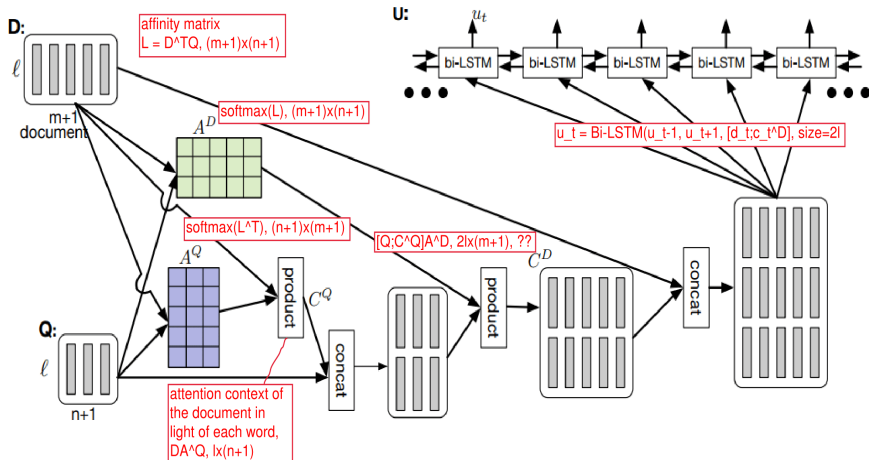 D:
affinity matrix
L = D^TQ, (m+1)x(n+1)
U:
u_t
bi-LSTM
bi-LSTM
bi-LSTM
bi-LSTM
bi-LSTM
ℓ
m+1
document
softmax(L), (m+1)x(n+1)
A^D
u_t = Bi-LSTM(u_t-1, u_t+1, [d_t;c_t^D], size=2l
softmax(L^T), (n+1)x(m+1)
[Q;C^Q]A^D, 2lx(m+1), ??
A^Q
product
C^Q
C^D
product
concat
Q:
ℓ
n+1
concat
attention context of
the document in
light of each word,
DA^Q, lx(n+1)